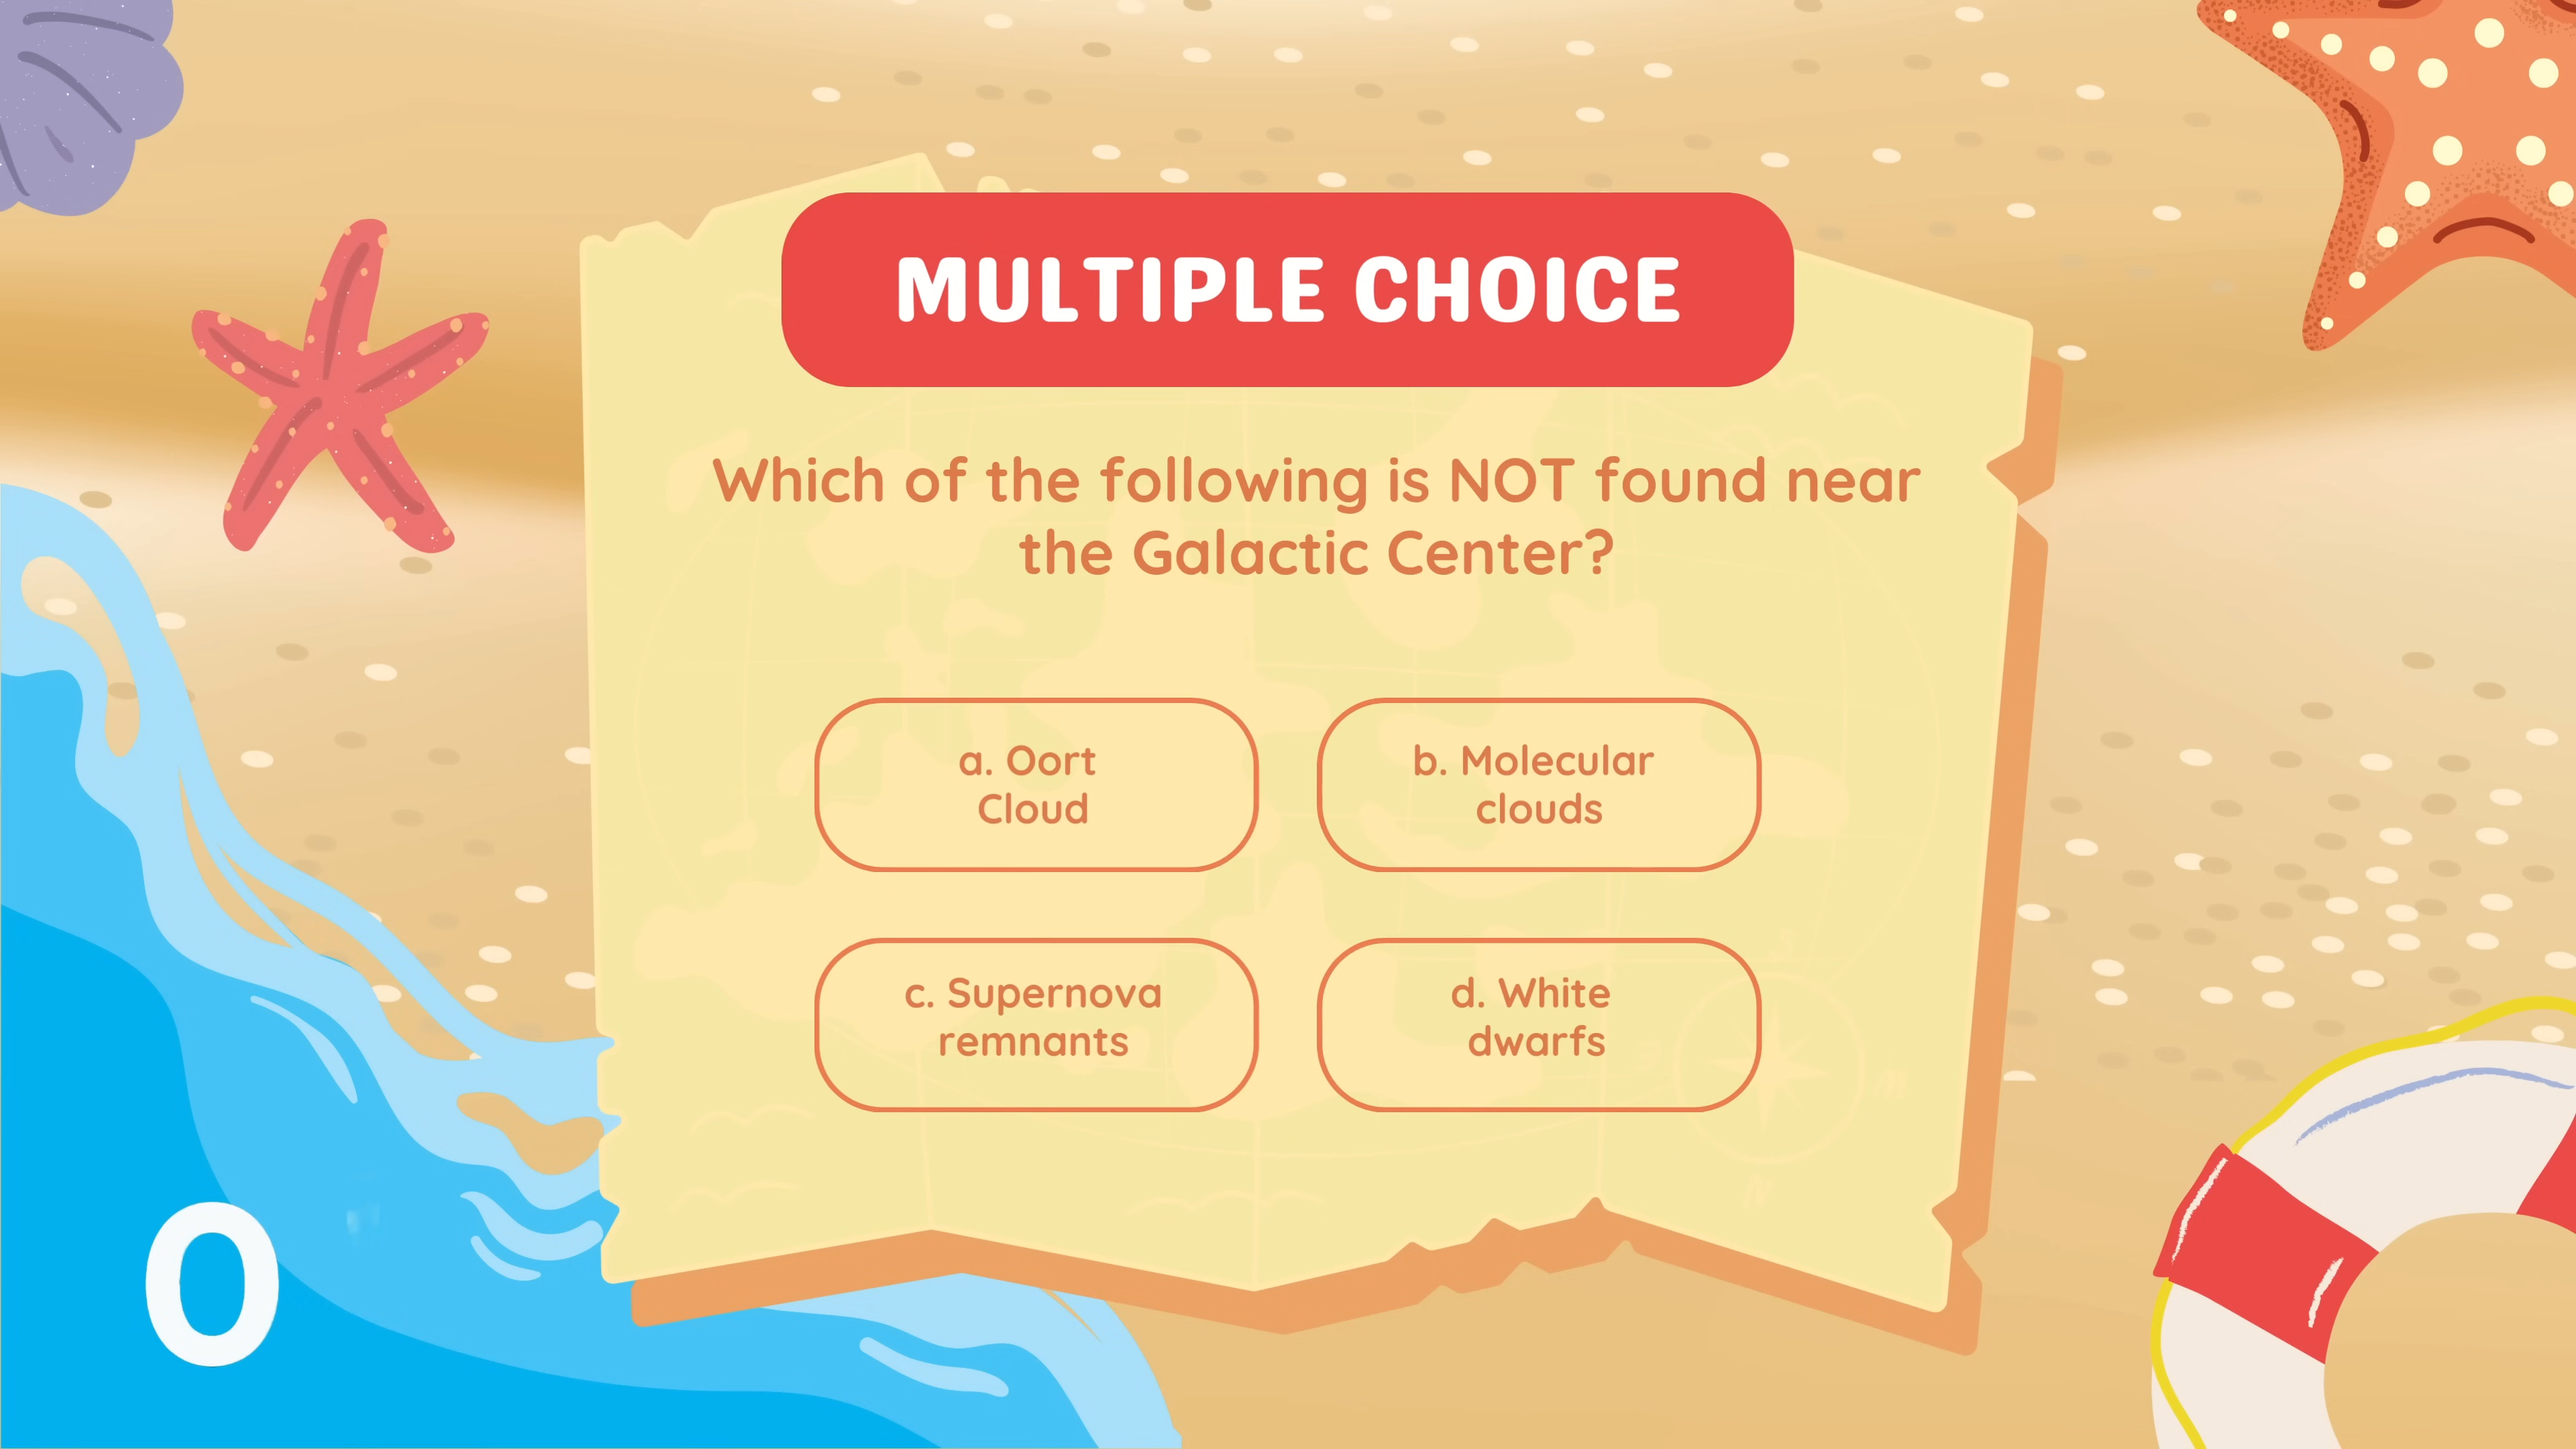 MULTIPLE CHOICE
Which of the following is NOT found near
the Galactic Center?
a. Oort
Cloud
b. Molecular
clouds
c. Supernova
remnants
d. White
dwarfs
0